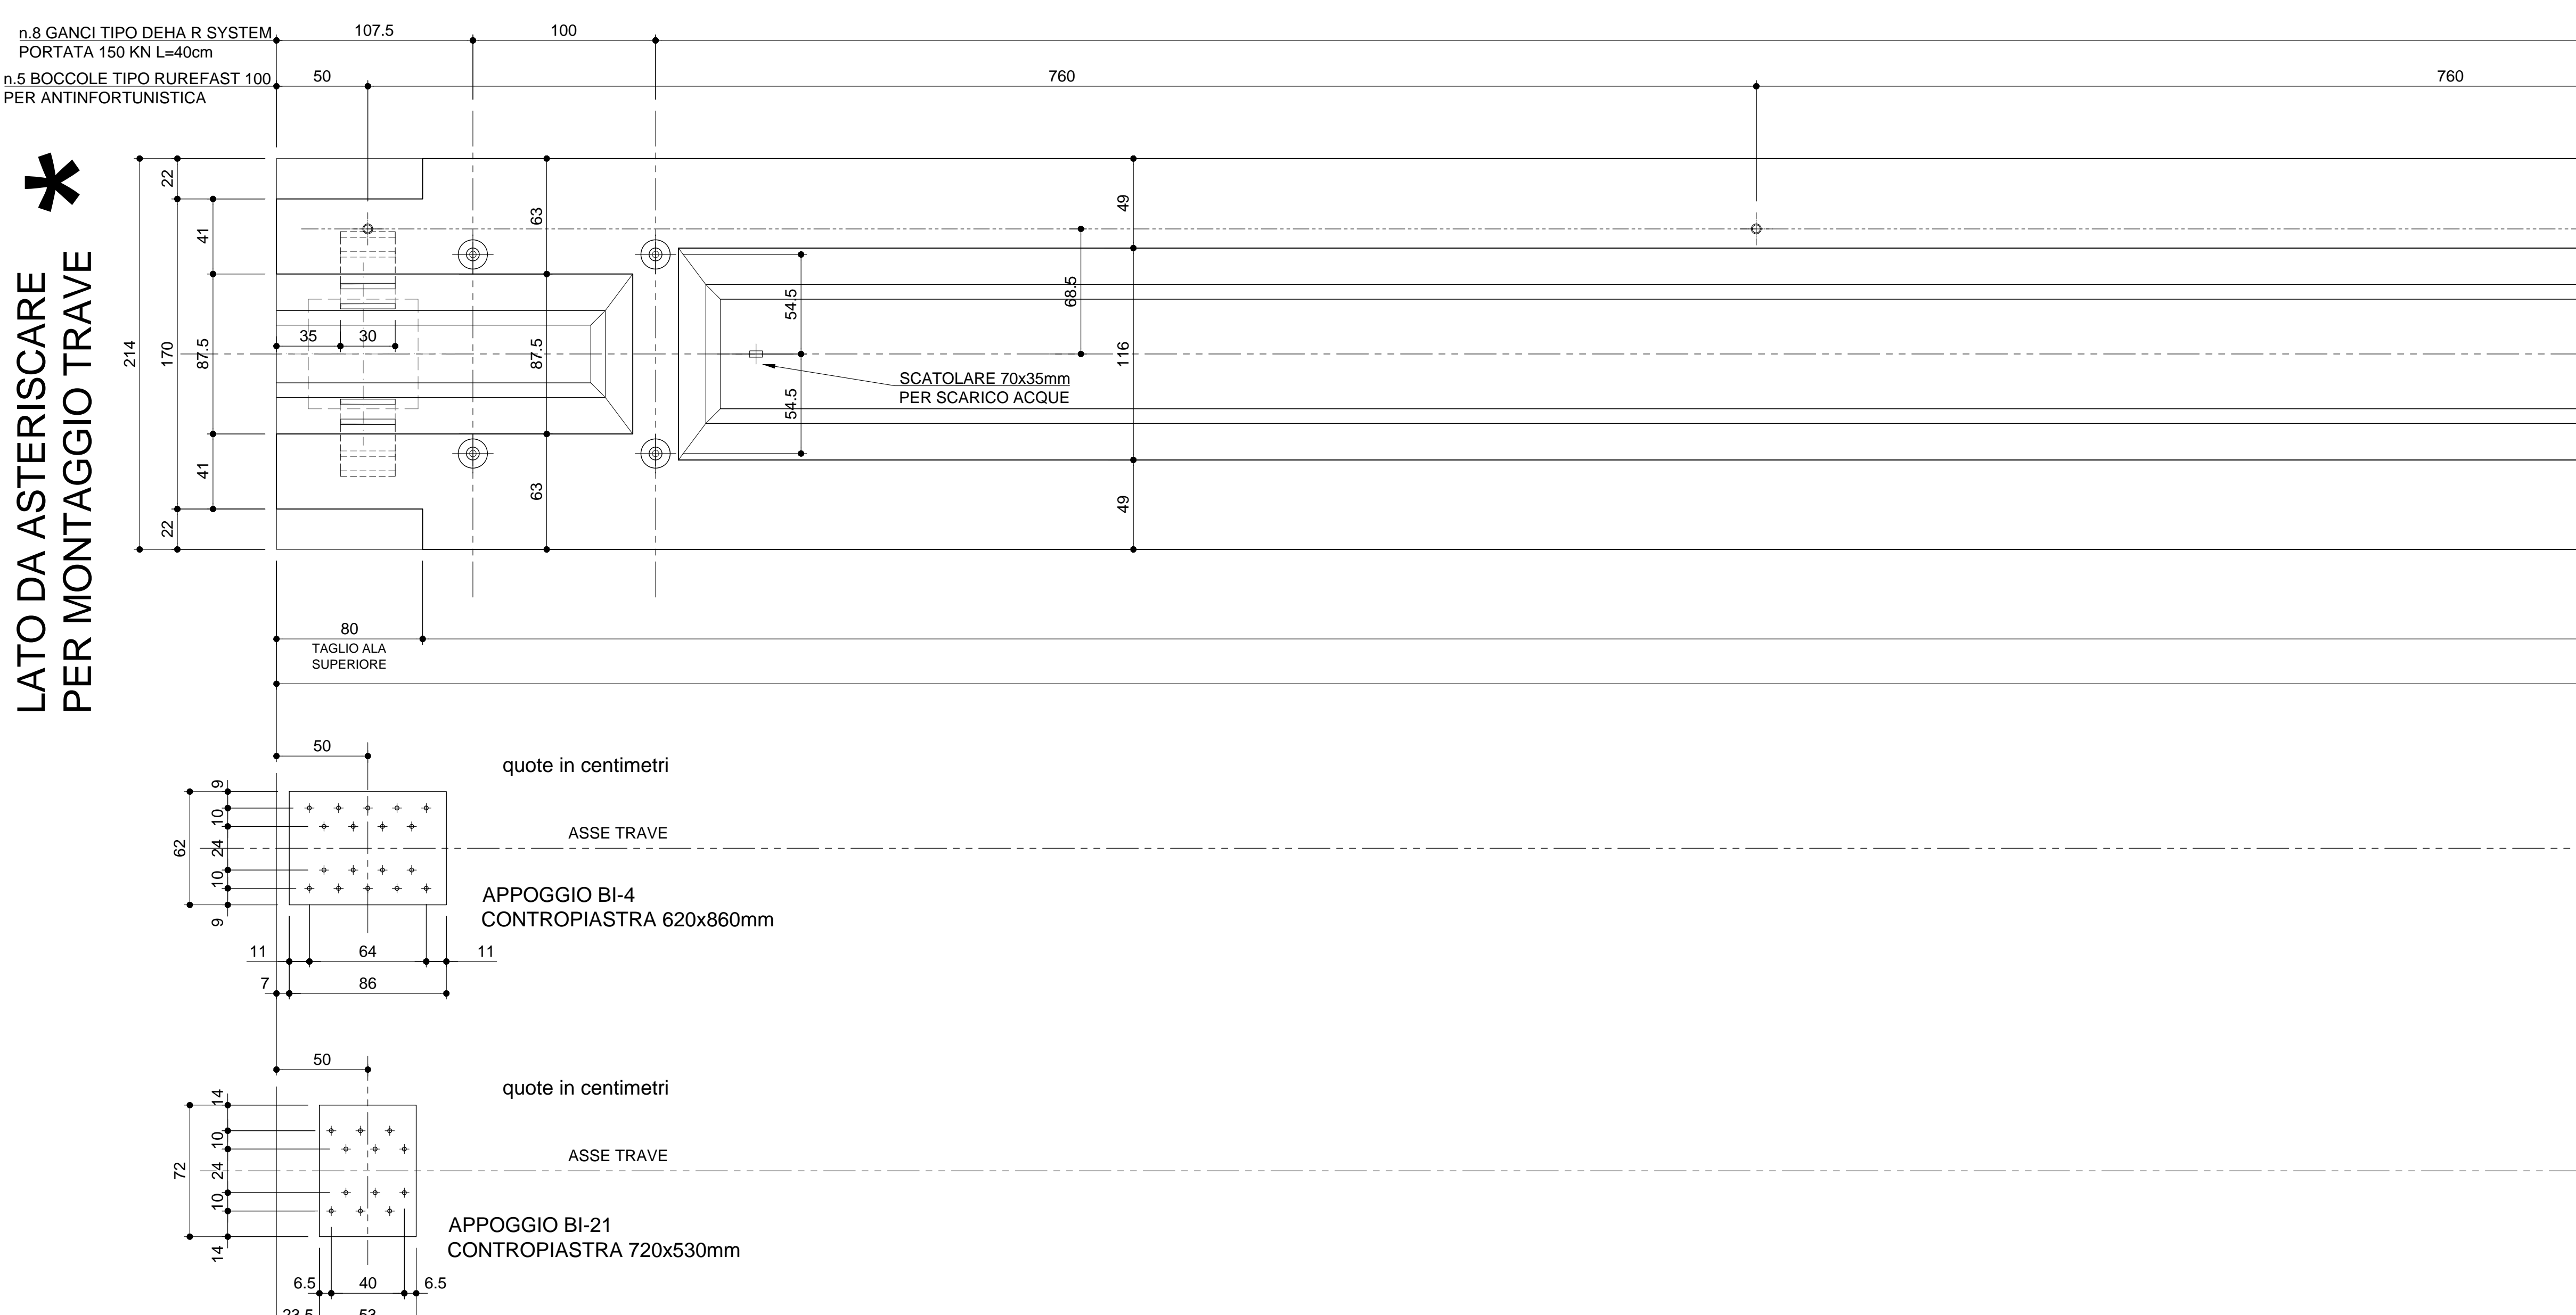 n.8 GANCI TIPO DEHA R SYSTEM
PORTATA 150 KN L=40cm
107.5
100
n.5 BOCCOLE TIPO RUREFAST 100
PER ANTINFORTUNISTICA
50
760
760
LATO DA ASTERISCARE
PER MONTAGGIO TRAVE *
214
22
170
22
41
87.5
41
35
30
63
87.5
63
54.5
54.5
68.5
49
116
49
SCATOLARE 70x35mm
PER SCARICO ACQUE
80
TAGLIO ALA
SUPERIORE
50
quote in centimetri
9
10
24
10
9
62
ASSE TRAVE
APPOGGIO BI-4
CONTROPIASTRA 620x860mm
11
64
11
7
86
50
quote in centimetri
14
10
24
10
14
72
ASSE TRAVE
APPOGGIO BI-21
CONTROPIASTRA 720x530mm
6.5
40
6.5
23.5
53